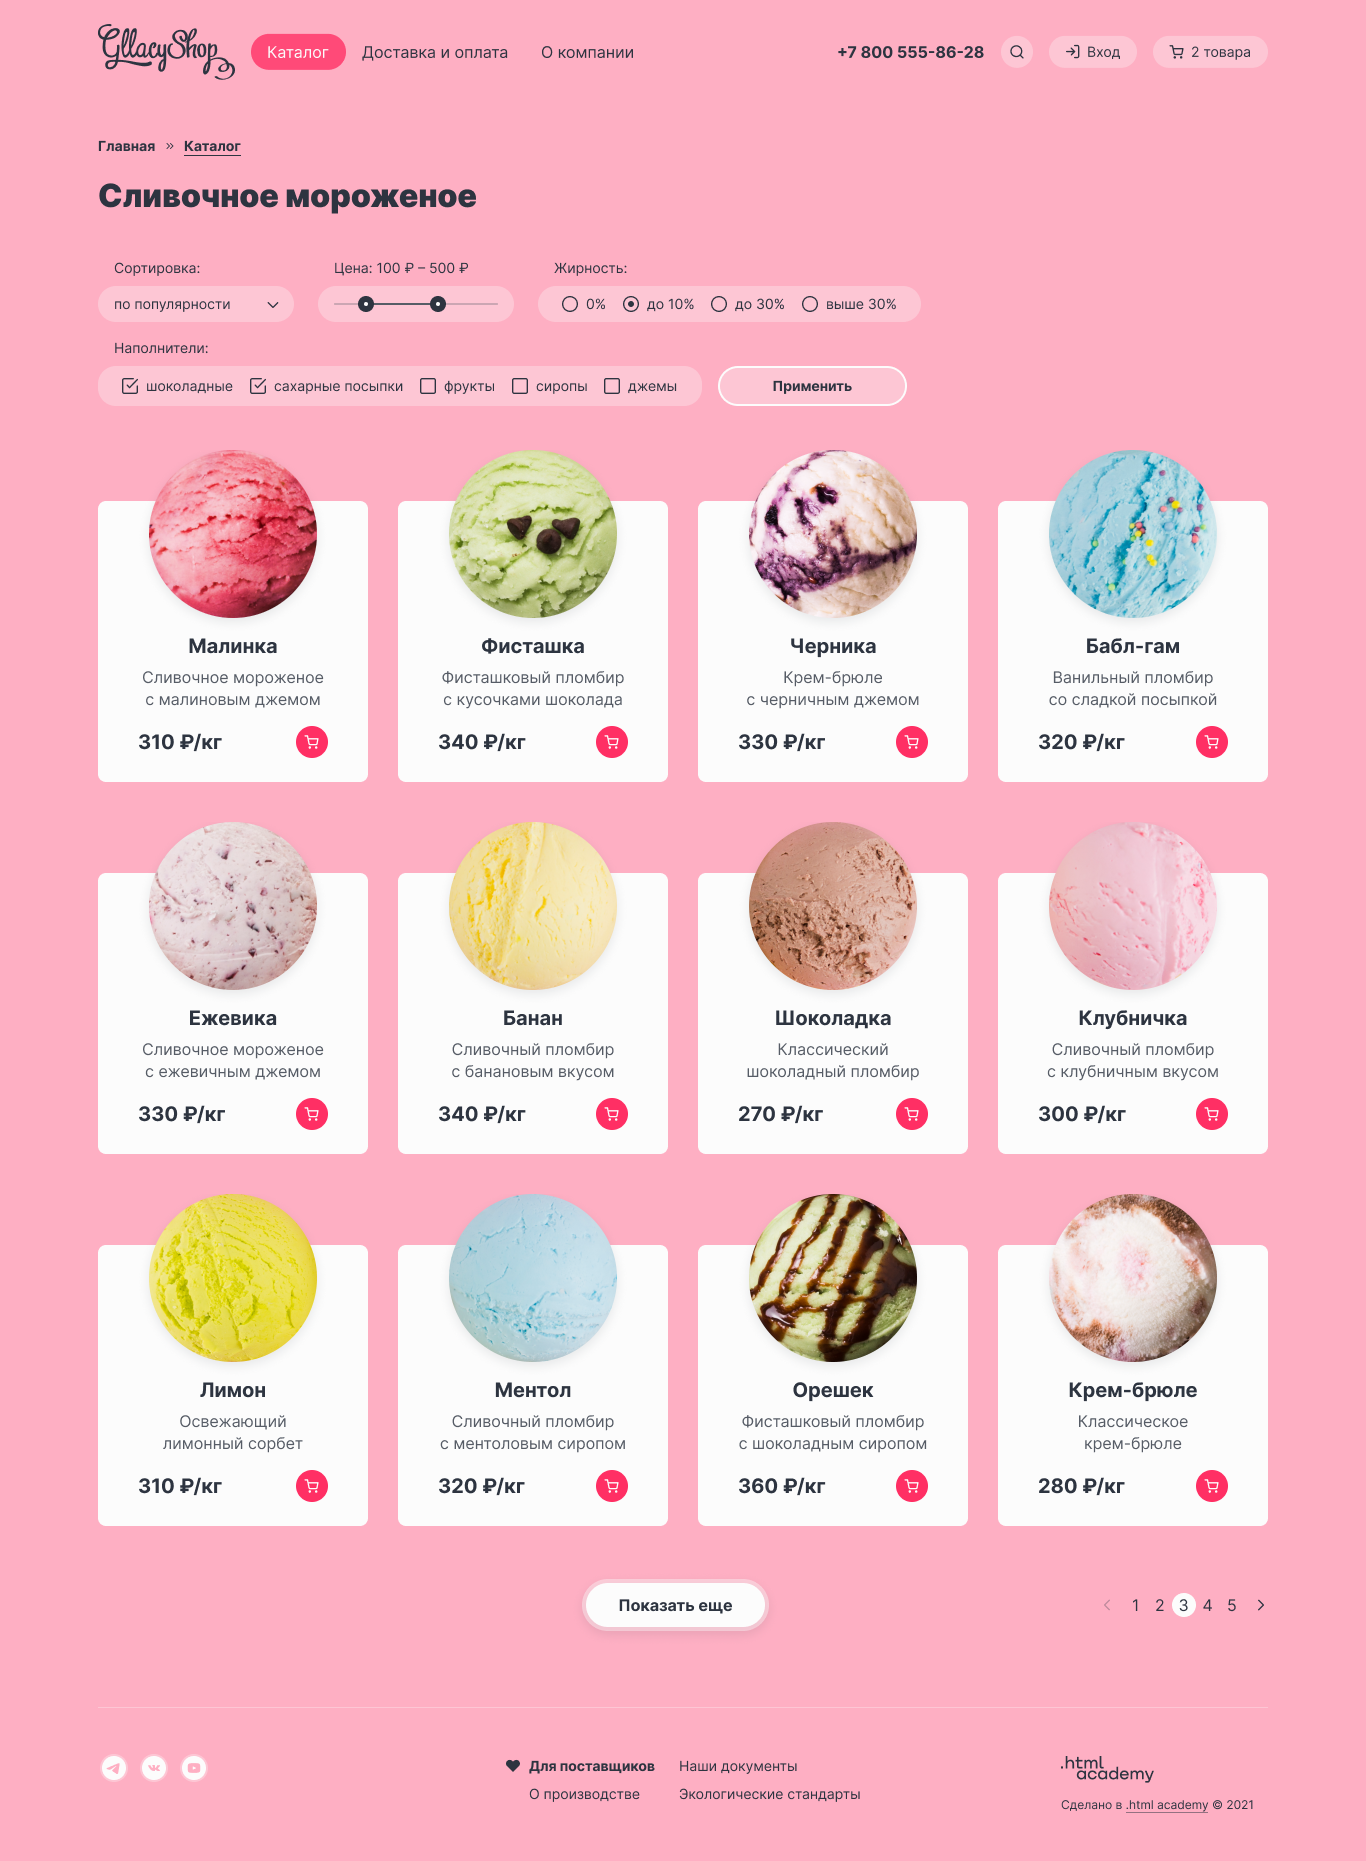 GllacyShop
Каталог
Доставка и оплата
О компании
+7 800 555-86-28
Вход
2 товара
Главная » Каталог
Сливочное мороженое
Сортировка:
Цена: 100 ₽ – 500 ₽
Жирность:
по популярности
0%
до 10%
до 30%
выше 30%
Наполнители:
шоколадные
сахарные посыпки
фрукты
сиропы
джемы
Применить
Малинка
Сливочное мороженое
с малиновым джемом
310 ₽/кг
Фисташка
Фисташковый пломбир
с кусочками шоколада
340 ₽/кг
Черника
Крем-брюле
с черничным джемом
330 ₽/кг
Бабл-гам
Ванильный пломбир
со сладкой посыпкой
320 ₽/кг
Ежевика
Сливочное мороженое
с ежевичным джемом
330 ₽/кг
Банан
Сливочный пломбир
с банановым вкусом
340 ₽/кг
Шоколадка
Классический
шоколадный пломбир
270 ₽/кг
Клубничка
Сливочный пломбир
с клубничным вкусом
300 ₽/кг
Лимон
Освежающий
лимонный сорбет
310 ₽/кг
Ментол
Сливочный пломбир
с ментоловым сиропом
320 ₽/кг
Орешек
Фисташковый пломбир
с шоколадным сиропом
360 ₽/кг
Крем-брюле
Классическое
крем-брюле
280 ₽/кг
Показать еще
1 2 3 4 5
Для поставщиков
Наши документы
О производстве
Экологические стандарты
.html
academy
Сделано в .html academy © 2021